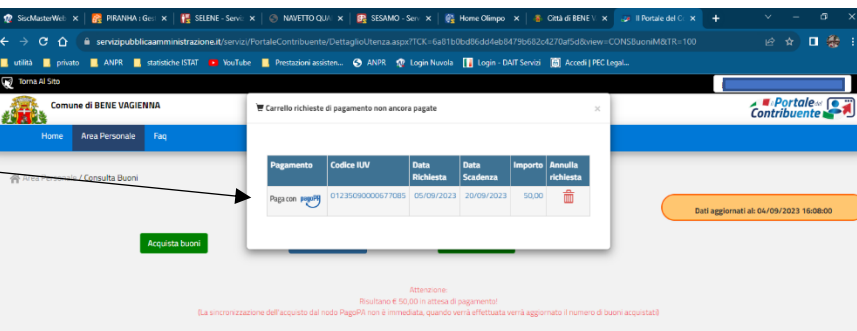 SiscMasterWeb
PIRANHA : Gest
SELENE - Serviz
NAVETTO QUA
SESAMO - Serv
Home Olimpo
Città di BENE V
Il Portale del C
servizipubblicaamministrazione.it/servizi/PortaleContribuente/DettaglioUtenza.aspx?TCK=6a81b0bd86dd4eb8479b682c4270af5d&view=CONSBuoniM&TR=100
utilità privato ANPR statistiche ISTAT YouTube Prestazioni assisten... ANPR Login Nuvola Login - DAIT Servizi Accedi | PEC Legal...
Torna Al Sito
Comune di BENE VAGIENNA
il Portale del Contribuente
Home Area Personale Faq
Area Personale / Consulta Buoni
Carrello richieste di pagamento non ancora pagate ×
Pagamento Codice IUV Data Richiesta Data Scadenza Importo Annulla richiesta
Paga con pagoPA 01235090000677085 05/09/2023 20/09/2023 50,00
Dati aggiornati al: 04/09/2023 16:08:00
Acquista buoni
Attenzione:
Risultano € 50,00 in attesa di pagamento!
(La sincronizzazione dell'acquisto dal nodo PagoPA non è immediata, quando verrà effettuata verrà aggiornato il numero di buoni acquistati)